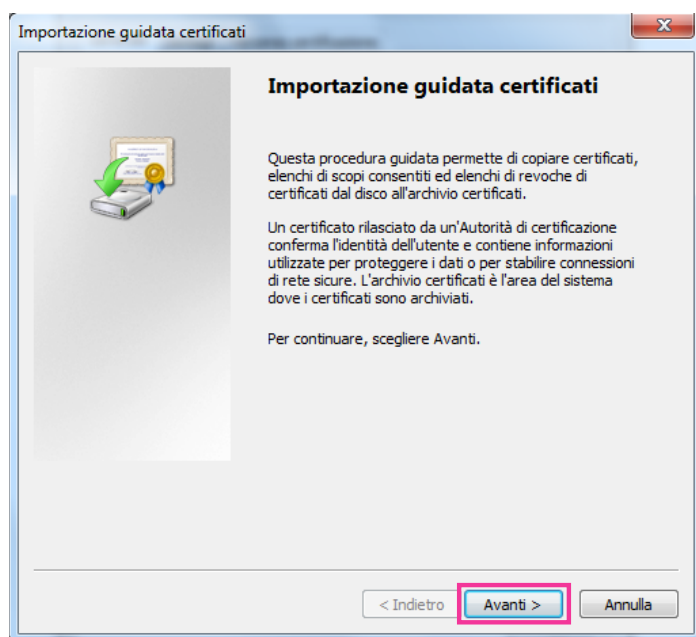 Importazione guidata certificati
Importazione guidata certificati
Questa procedura guidata permette di copiare certificati,
elenchi di scopi consentiti ed elenchi di revoche di
certificati dal disco all'archivio certificati.
Un certificato rilasciato da un'Autorità di certificazione
conferma l'identità dell'utente e contiene informazioni
utilizzate per proteggere i dati o per stabilire connessioni
di rete sicure. L'archivio certificati è l'area del sistema
dove i certificati sono archiviati.
Per continuare, scegliere Avanti.
< Indietro Avanti > Annulla